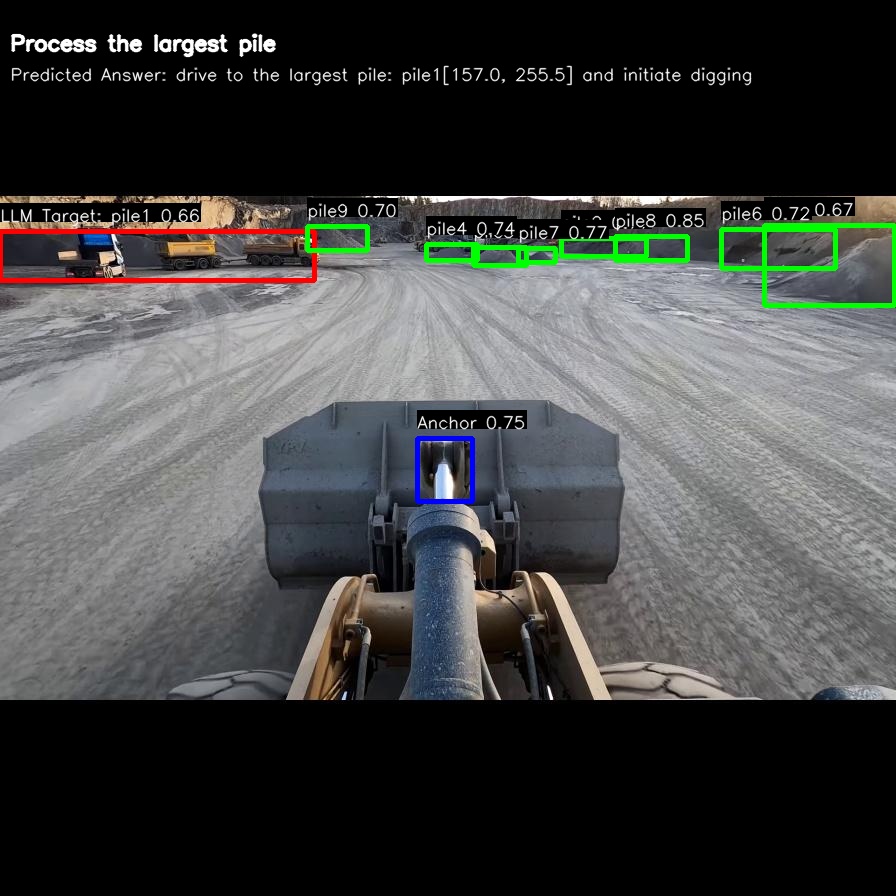 Process the largest pile
Predicted Answer: drive to the largest pile: pile1[157.0, 255.5] and initiate digging
LLM Target: pile1 0.66
pile9 0.70
pile4 0.74
pile7 0.77
pile8 0.85
pile6 0.72
0.67
Anchor 0.75